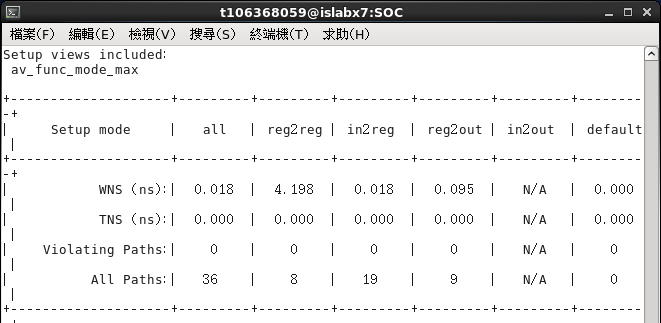 t106368059@islabx7:SOC
檔案(F) 編輯(E) 檢視(V) 搜尋(S) 終端機(T) 求助(H)
Setup views included:
 av_func_mode_max
+--------------------+---------+---------+---------+---------+---------+---------
-+
|     Setup mode     |   all   | reg2reg | in2reg  | reg2out | in2out  | default
 |
+--------------------+---------+---------+---------+---------+---------+---------
-+
|           WNS (ns):|  0.018  |  4.198  |  0.018  |  0.095  |   N/A   |  0.000
 |
|           TNS (ns):|  0.000  |  0.000  |  0.000  |  0.000  |   N/A   |  0.000
 |
|    Violating Paths:|    0    |    0    |    0    |    0    |   N/A   |    0
 |
|          All Paths:|   36    |    8    |   19    |    9    |   N/A   |    0
 |
+--------------------+---------+---------+---------+---------+---------+---------
-+